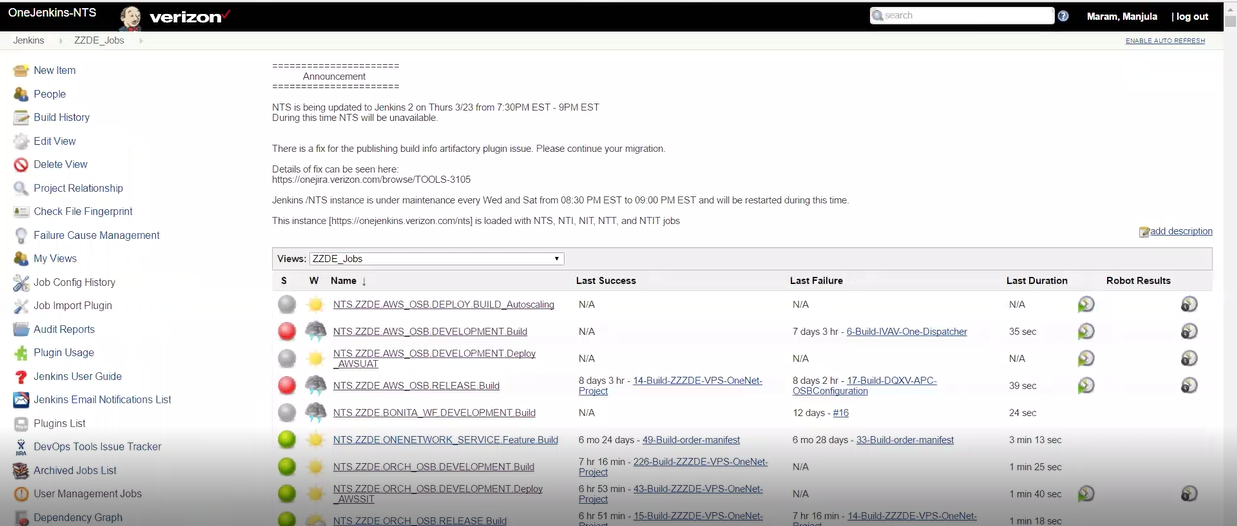 OneJenkins-NTS
verizon
search
Maram, Manjula
| log out
Jenkins
ZZDE_Jobs
ENABLE AUTO REFRESH
New Item
People
Build History
Edit View
Delete View
Project Relationship
Check File Fingerprint
Failure Cause Management
My Views
Job Config History
Job Import Plugin
Audit Reports
Plugin Usage
Jenkins User Guide
Jenkins Email Notifications List
Plugins List
JIRA
DevOps Tools Issue Tracker
Archived Jobs List
User Management Jobs
Dependency Graph
======================
Announcement
======================
NTS is being updated to Jenkins 2 on Thurs 3/23 from 7:30PM EST - 9PM EST
During this time NTS will be unavailable.
There is a fix for the publishing build info artifactory plugin issue. Please continue your migration.
Details of fix can be seen here:
https://onejira.verizon.com/browse/TOOLS-3105
Jenkins /NTS instance is under maintenance every Wed and Sat from 08:30 PM EST to 09:00 PM EST and will be restarted during this time.
This instance [https://onejenkins.verizon.com/nts] is loaded with NTS, NTI, NIT, NTT, and NTIT jobs
add description
Views: ZZDE_Jobs
S W Name ↓ Last Success Last Failure Last Duration Robot Results
NTS.ZZDE.AWS_OSB.DEPLOY.BUILD_Autoscaling N/A N/A N/A
NTS.ZZDE.AWS_OSB.DEVELOPMENT.Build N/A 7 days 3 hr - 6-Build-IVAV-One-Dispatcher 35 sec
NTS.ZZDE.AWS_OSB.DEVELOPMENT.Deploy
_AWSUAT N/A N/A N/A
NTS.ZZDE.AWS_OSB.RELEASE.Build 8 days 3 hr - 14-Build-ZZZDE-VPS-OneNet- 8 days 2 hr - 17-Build-DQXV-APC- 39 sec
Project OSBConfiguration
NTS.ZZDE.BONITA_WF.DEVELOPMENT.Build N/A 12 days - #16 24 sec
NTS.ZZDE.ONENETWORK_SERVICE.Feature.Build 6 mo 24 days - 49-Build-order-manifest 6 mo 28 days - 33-Build-order-manifest 3 min 13 sec
NTS.ZZDE.ORCH_OSB.DEVELOPMENT.Build 7 hr 16 min - 226-Build-ZZZDE-VPS-OneNet- N/A 1 min 25 sec
Project
NTS.ZZDE.ORCH_OSB.DEVELOPMENT.Deploy 6 hr 53 min - 43-Build-ZZZDE-VPS-OneNet- N/A 1 min 40 sec
_AWSSIT Project
NTS.ZZDE.ORCH_OSB.RELEASE.Build 6 hr 51 min - 15-Build-ZZZDE-VPS-OneNet- 7 hr 16 min - 14-Build-ZZZDE-VPS-OneNet- 1 min 18 sec
Project Project